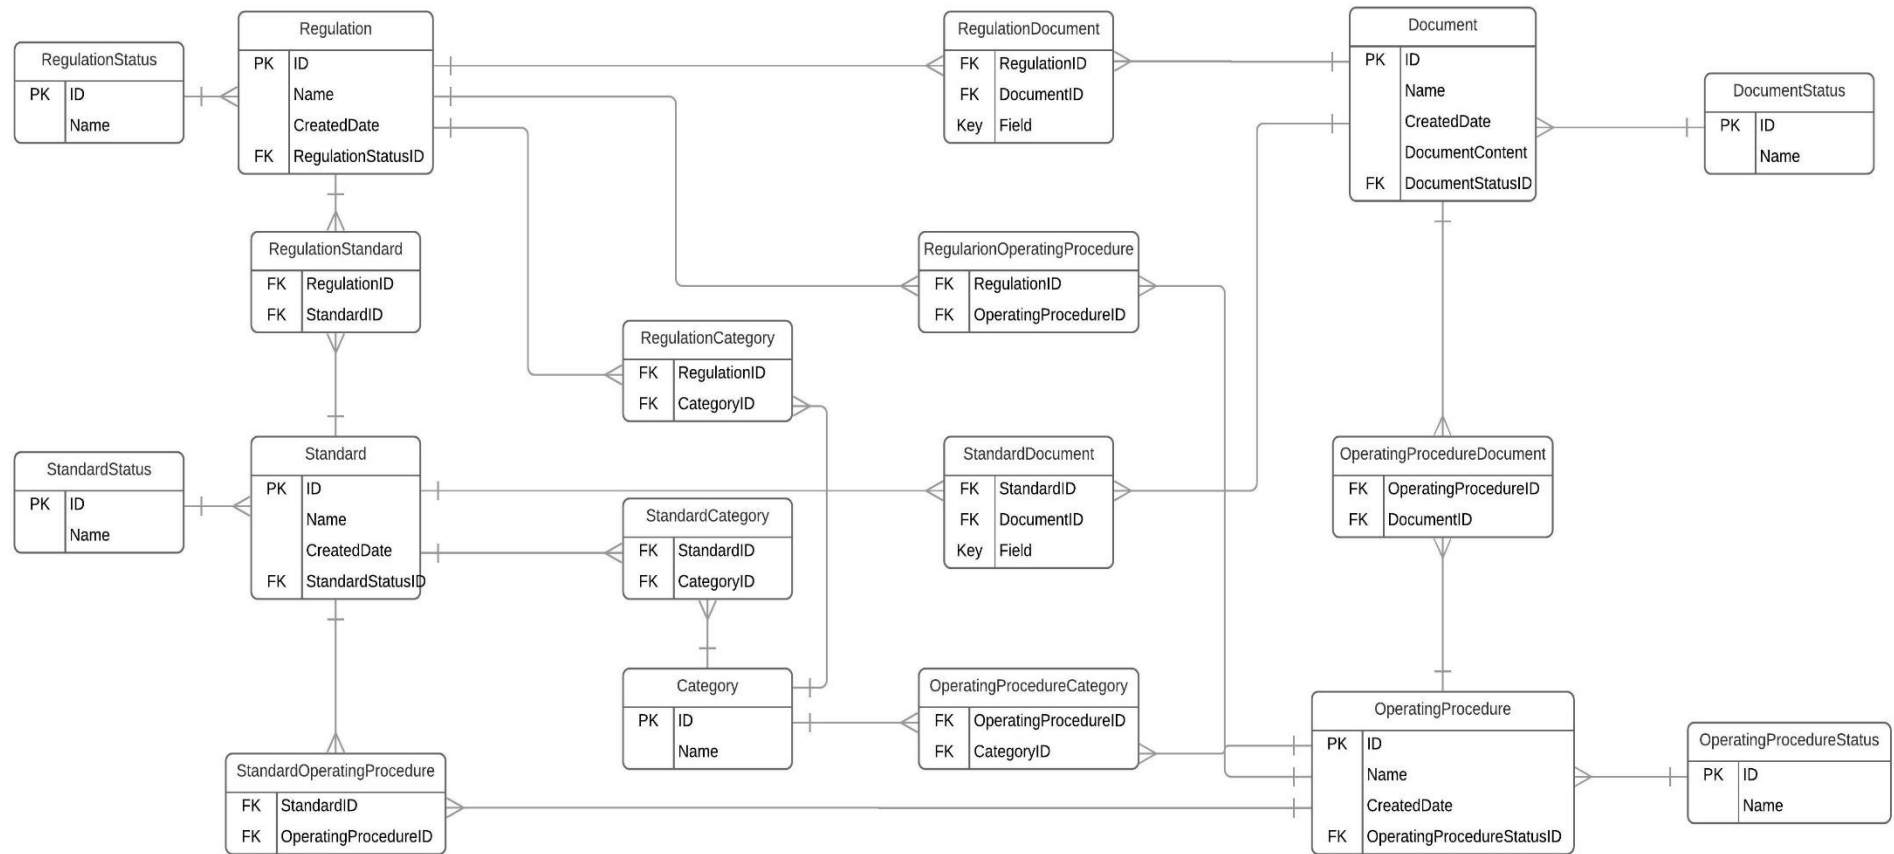 Regulation
PK ID
Name
CreatedDate
FK RegulationStatusID
RegulationStatus
PK ID
Name
RegulationDocument
FK RegulationID
FK DocumentID
Key Field
Document
PK ID
Name
CreatedDate
DocumentContent
FK DocumentStatusID
DocumentStatus
PK ID
Name
RegulationStandard
FK RegulationID
FK StandardID
RegularionOperatingProcedure
FK RegulationID
FK OperatingProcedureID
RegulationCategory
FK RegulationID
FK CategoryID
StandardStatus
PK ID
Name
Standard
PK ID
Name
CreatedDate
FK StandardStatusID
StandardCategory
FK StandardID
FK CategoryID
StandardDocument
FK StandardID
FK DocumentID
Key Field
OperatingProcedureDocument
FK OperatingProcedureID
FK DocumentID
Category
PK ID
Name
OperatingProcedureCategory
FK OperatingProcedureID
FK CategoryID
OperatingProcedure
PK ID
Name
CreatedDate
FK OperatingProcedureStatusID
OperatingProcedureStatus
PK ID
Name
StandardOperatingProcedure
FK StandardID
FK OperatingProcedureID